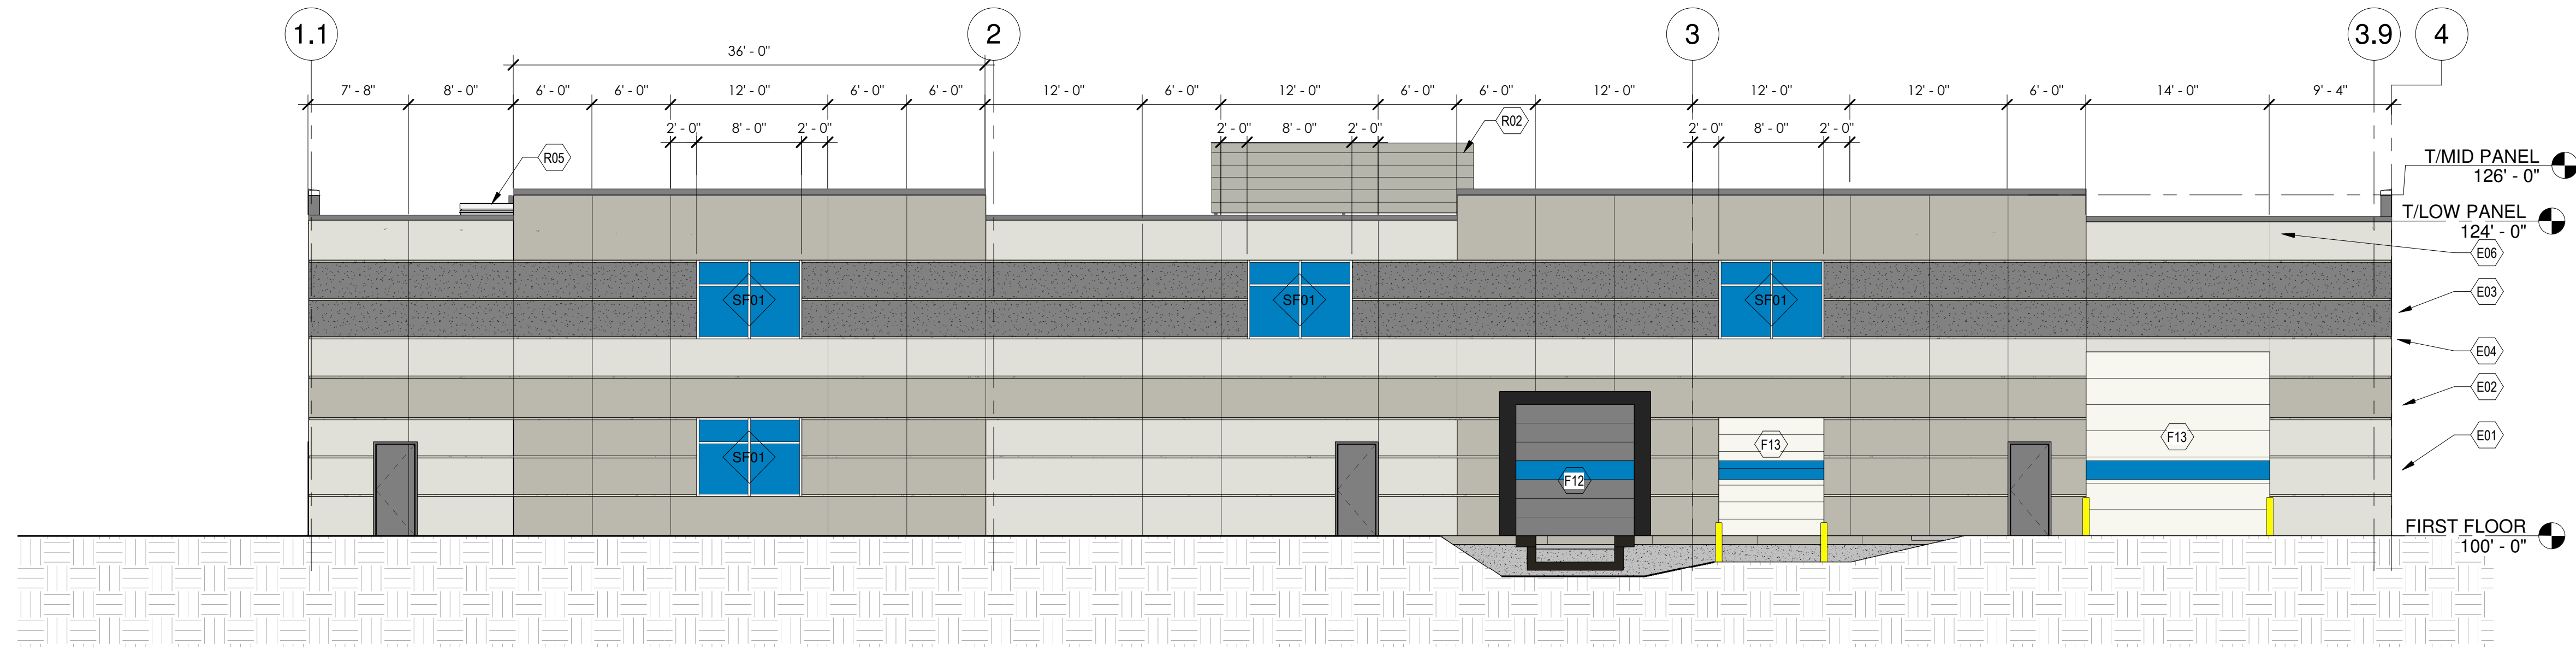 1.1
2
3
3.9
4
36' - 0"
7' - 8"
8' - 0"
6' - 0"
6' - 0"
12' - 0"
6' - 0"
6' - 0"
12' - 0"
6' - 0"
12' - 0"
6' - 0"
6' - 0"
12' - 0"
12' - 0"
12' - 0"
6' - 0"
14' - 0"
9' - 4"
2' - 0"
8' - 0"
2' - 0"
2' - 0"
8' - 0"
2' - 0"
2' - 0"
8' - 0"
2' - 0"
R05
R02
T/MID PANEL
126' - 0"
T/LOW PANEL
124' - 0"
E06
E03
E04
E02
E01
SF01
SF01
SF01
SF01
F12
F13
F13
FIRST FLOOR
100' - 0"